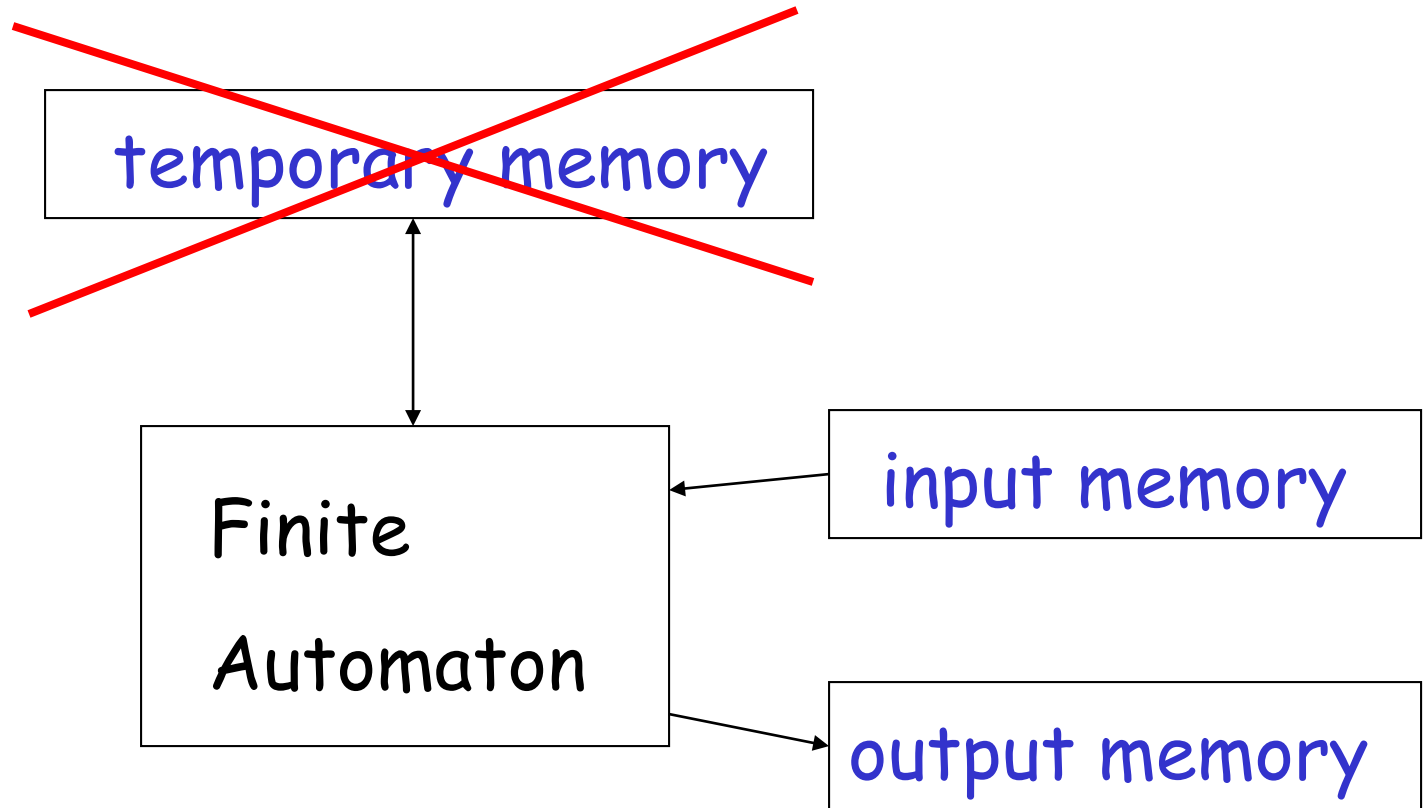 temporary memory
input memory
Finite
Automaton
output memory